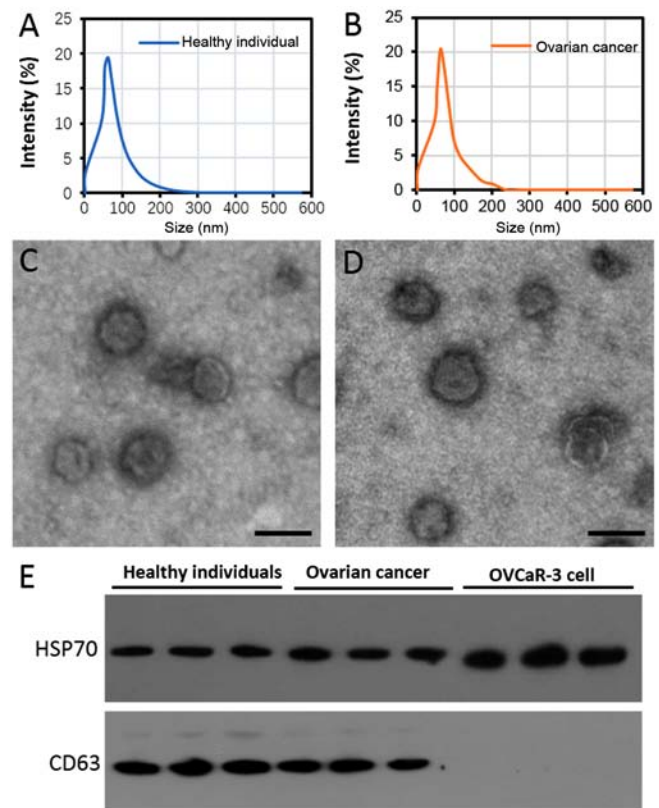 A
25
20
15
10
5
0
Intensity (%)
Healthy individual
0 100 200 300 400 500 600
Size (nm)
B
25
20
15
10
5
0
Intensity (%)
Ovarian cancer
0 100 200 300 400 500 600
Size (nm)
C
D
E
Healthy individuals Ovarian cancer OVCaR-3 cell
HSP70
CD63